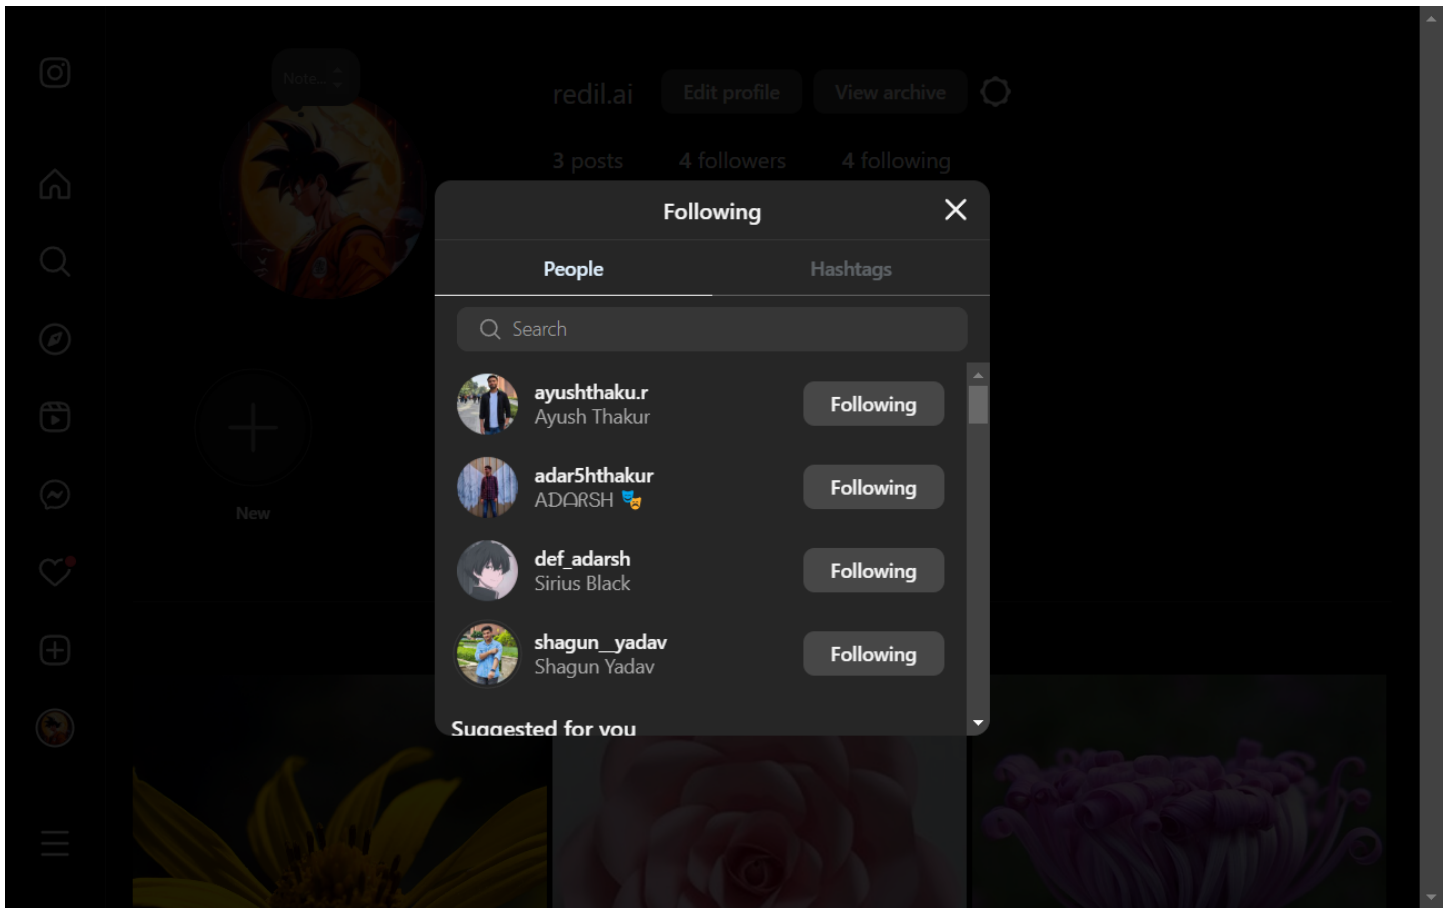 Note...
redil.ai
Edit profile
View archive
3 posts
4 followers
4 following
Following
People
Hashtags
Search
ayushthaku.r
Ayush Thakur
Following
adar5hthakur
ᗩᗪᗩᖇSH 🎭
Following
def_adarsh
Sirius Black
Following
shagun__yadav
Shagun Yadav
Following
Suggested for you
New